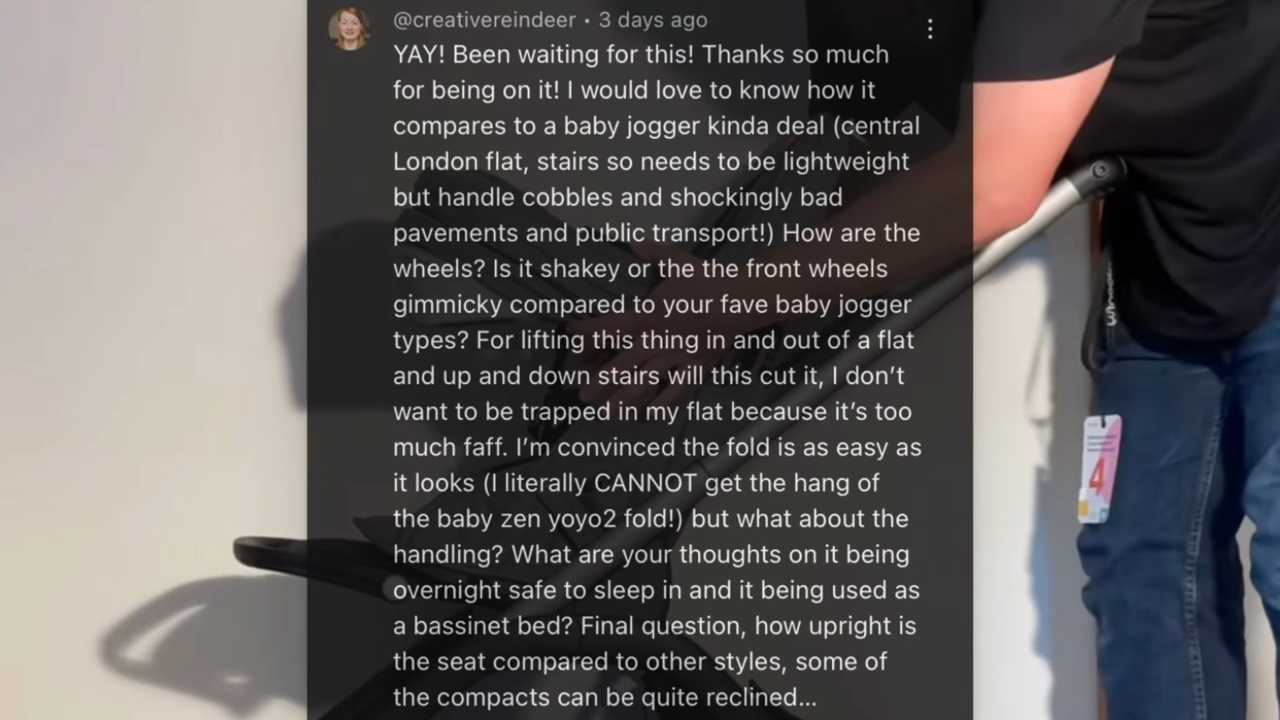 @creativereindeer • 3 days ago
YAY! Been waiting for this! Thanks so much
for being on it! I would love to know how it
compares to a baby jogger kinda deal (central
London flat, stairs so needs to be lightweight
but handle cobbles and shockingly bad
pavements and public transport!) How are the
wheels? Is it shakey or the the front wheels
gimmicky compared to your fave baby jogger
types? For lifting this thing in and out of a flat
and up and down stairs will this cut it, I don't
want to be trapped in my flat because it's too
much faff. I'm convinced the fold is as easy as
it looks (I literally CANNOT get the hang of
the baby zen yoyo2 fold!) but what about the
handling? What are your thoughts on it being
overnight safe to sleep in and it being used as
a bassinet bed? Final question, how upright is
the seat compared to other styles, some of
the compacts can be quite reclined...
4